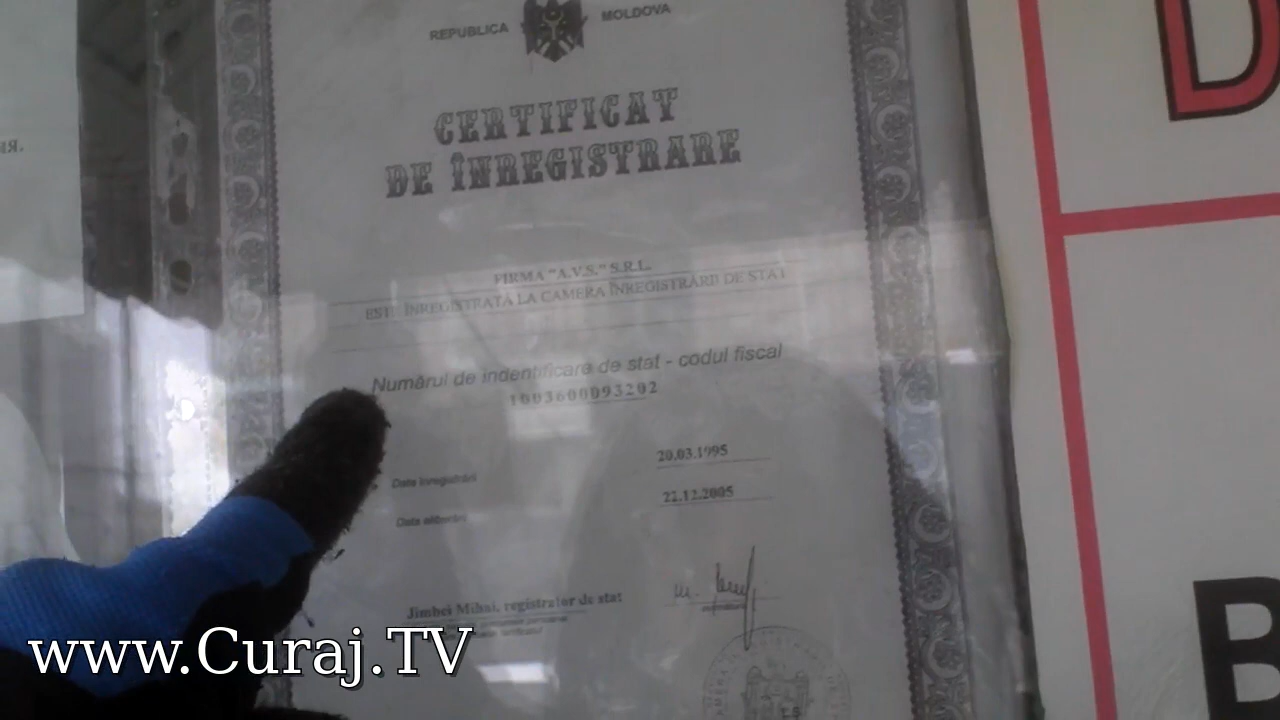 ия.
REPUBLICA MOLDOVA
CERTIFICAT
DE ÎNREGISTRARE
FIRMA "A.V.S." S.R.L.
ESTE ÎNREGISTRATĂ LA CAMERA ÎNREGISTRĂRII DE STAT
Numărul de indentificare de stat - codul fiscal
1003600093202
Data înregistrării 20.03.1995
Data eliberării 22.12.2005
Jimbei Mihai, registrator de stat
D
B
www.Curaj.TV